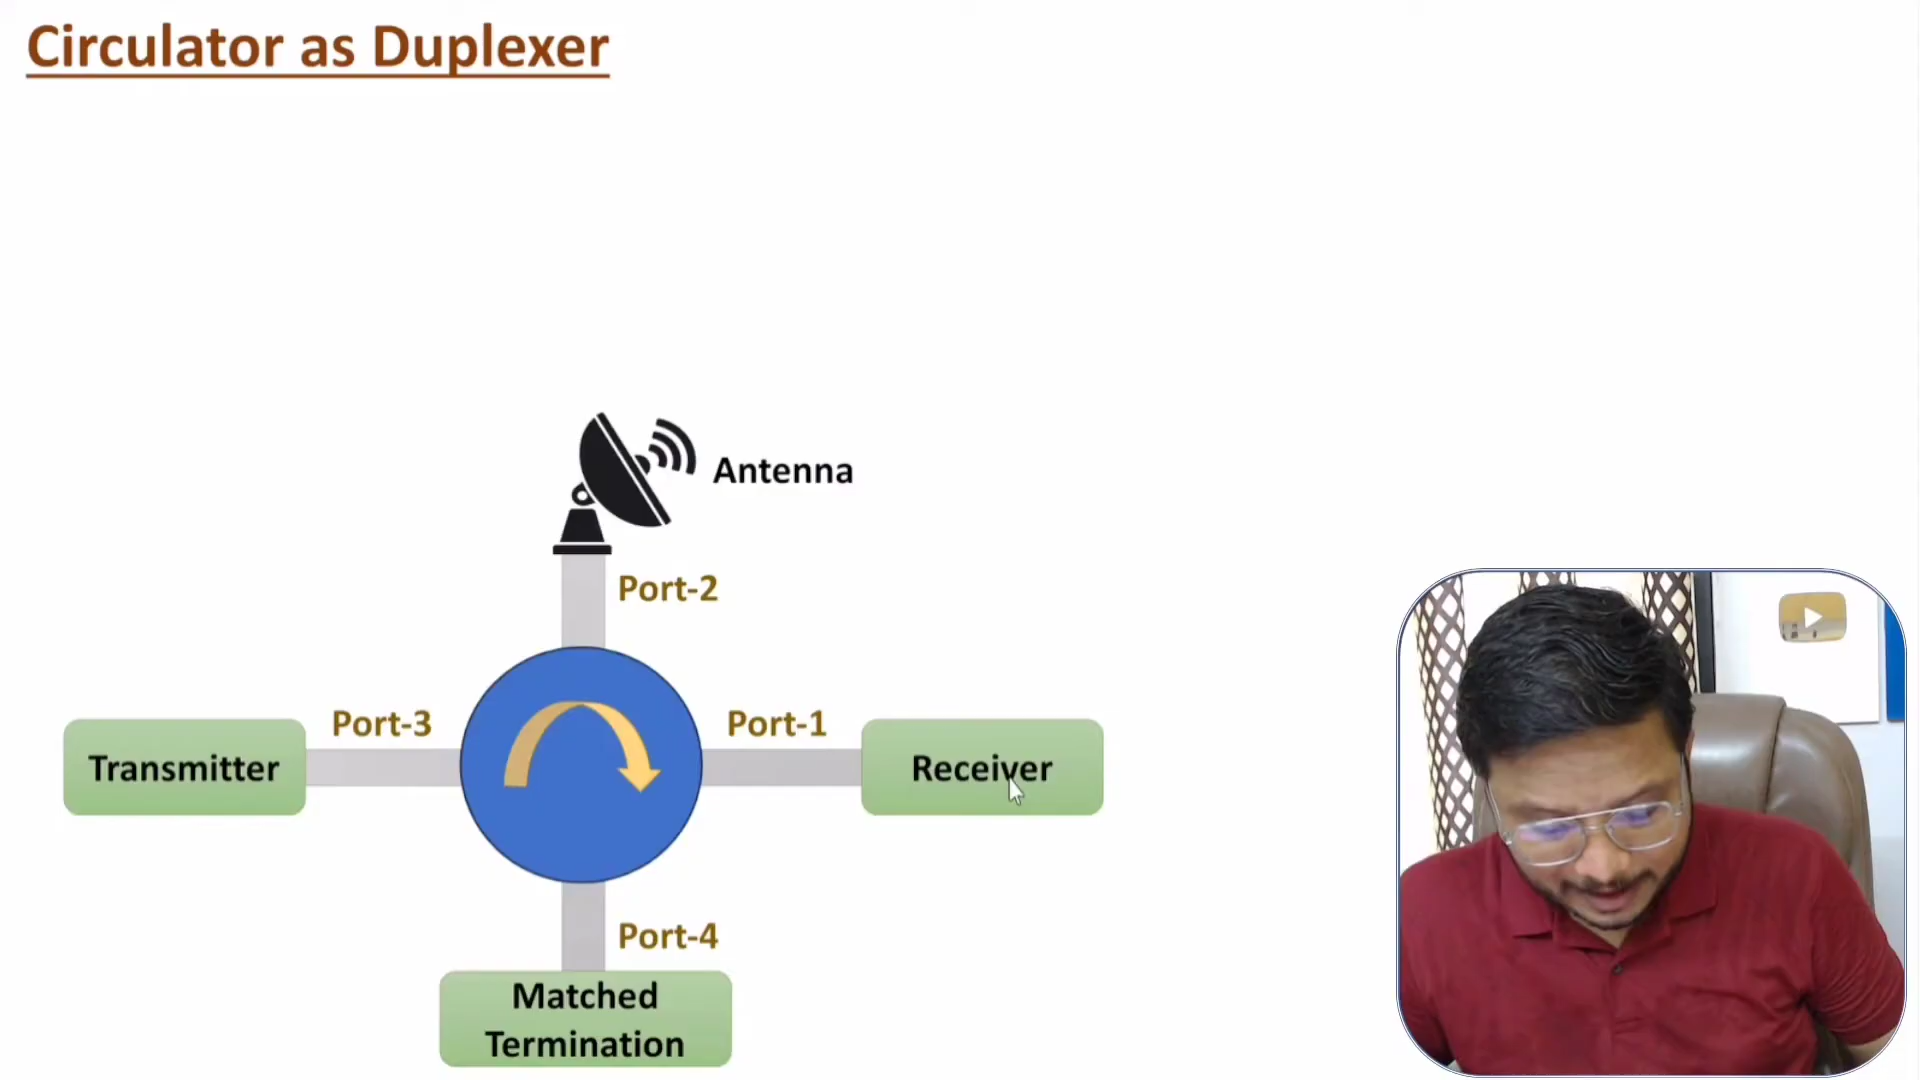 Circulator as Duplexer
Antenna
Port-2
Port-3
Port-1
Transmitter
Receiver
Port-4
Matched
Termination